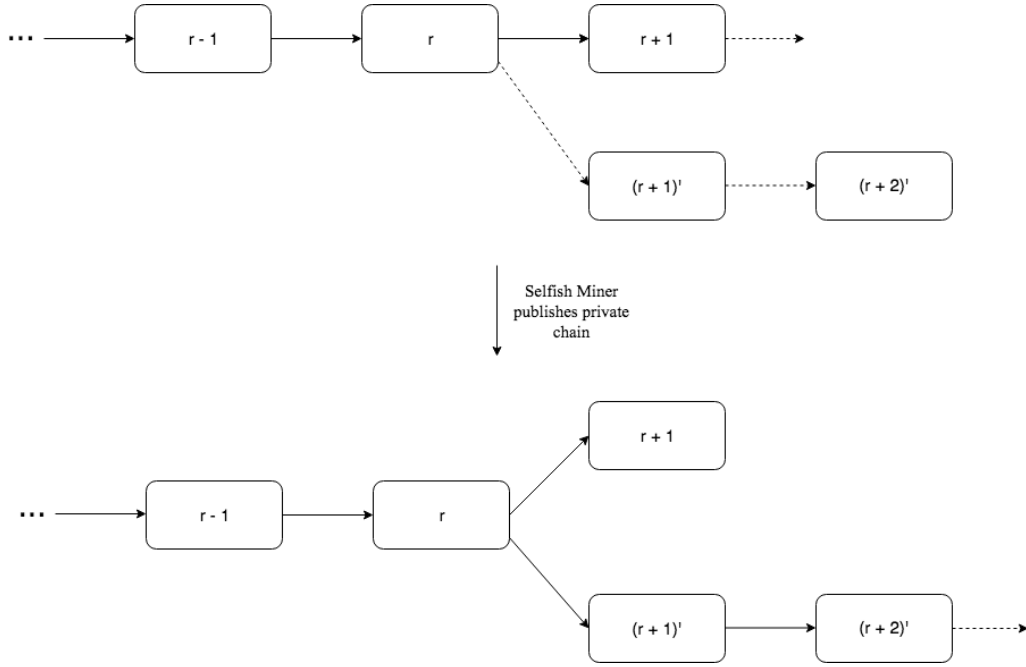 ... r - 1 r r + 1
(r + 1)' (r + 2)'
Selfish Miner
publishes private
chain
r + 1
... r - 1 r
(r + 1)' (r + 2)'